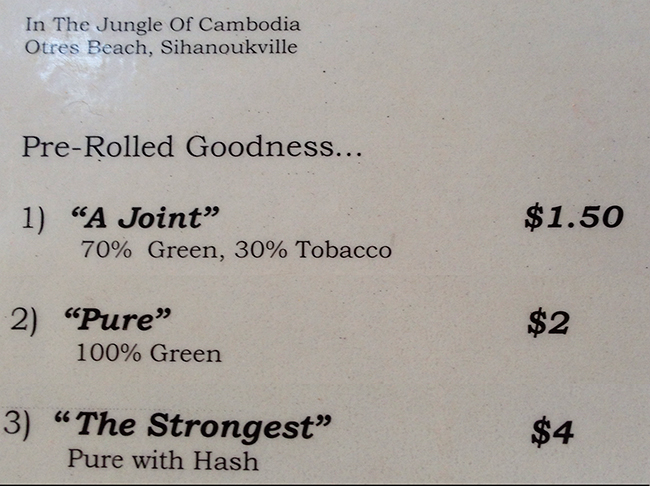 In The Jungle Of Cambodia
Otres Beach, Sihanoukville
Pre-Rolled Goodness...
1) "A Joint" $1.50
70% Green, 30% Tobacco
2) "Pure" $2
100% Green
3) "The Strongest" $4
Pure with Hash